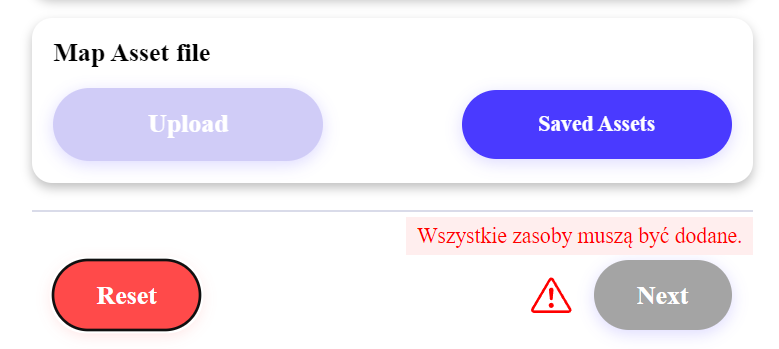 Map Asset file
Upload
Saved Assets
Wszystkie zasoby muszą być dodane.
Reset
Next